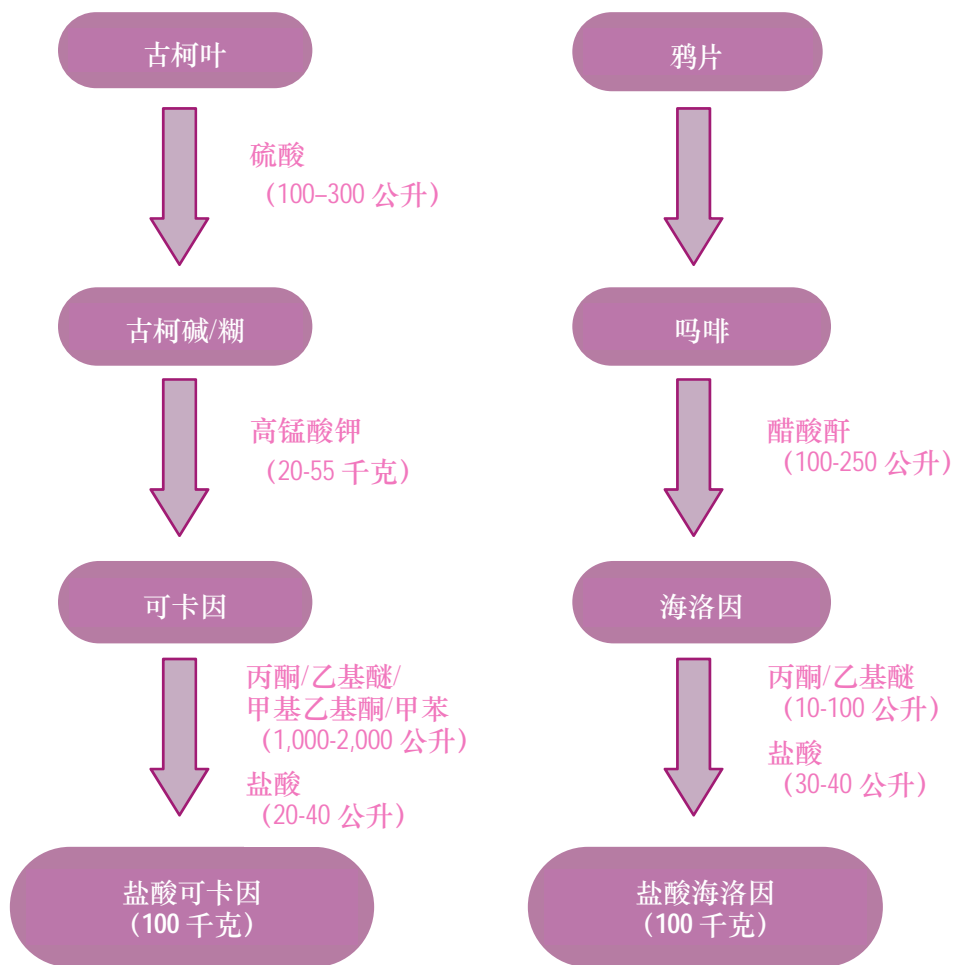 古柯叶
硫酸
（100–300 公升）
古柯碱/糊
高锰酸钾
（20-55 千克）
可卡因
丙酮/乙基醚/
甲基乙基酮/甲苯
（1,000-2,000 公升）
盐酸
（20-40 公升）
盐酸可卡因
（100 千克）
鸦片
吗啡
醋酸酐
（100-250 公升）
海洛因
丙酮/乙基醚
（10-100 公升）
盐酸
（30-40 公升）
盐酸海洛因
（100 千克）